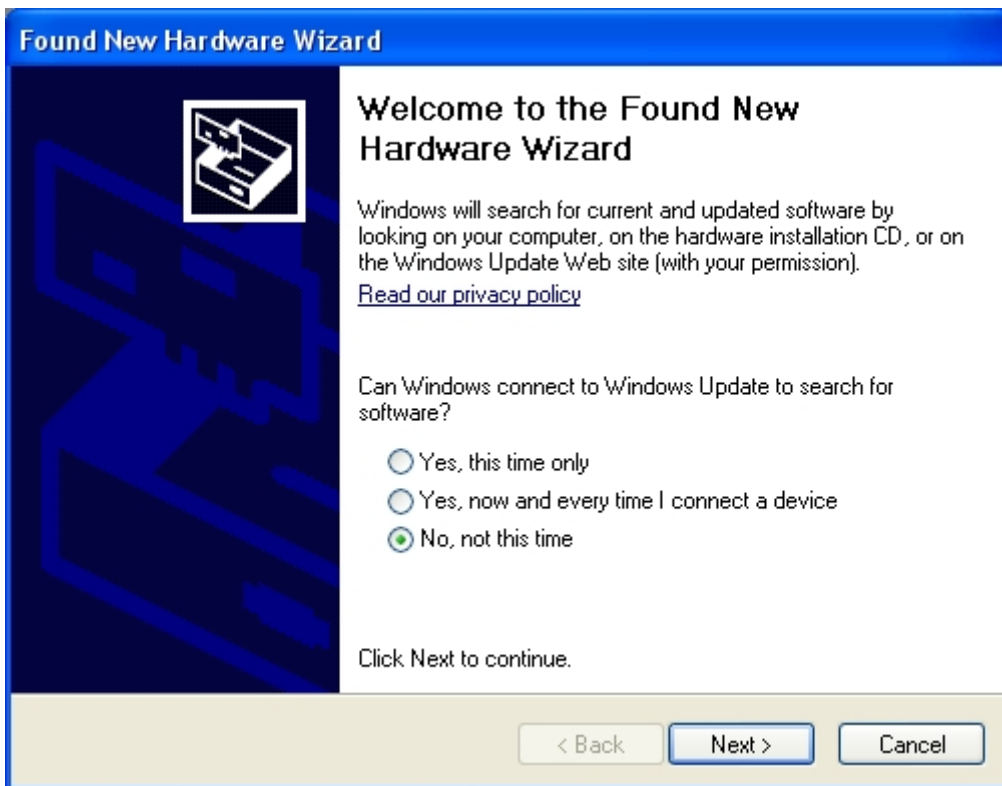 Found New Hardware Wizard
Welcome to the Found New
Hardware Wizard
Windows will search for current and updated software by
looking on your computer, on the hardware installation CD, or on
the Windows Update Web site (with your permission).
Read our privacy policy
Can Windows connect to Windows Update to search for
software?
Yes, this time only
Yes, now and every time I connect a device
No, not this time
Click Next to continue.
< Back
Next >
Cancel